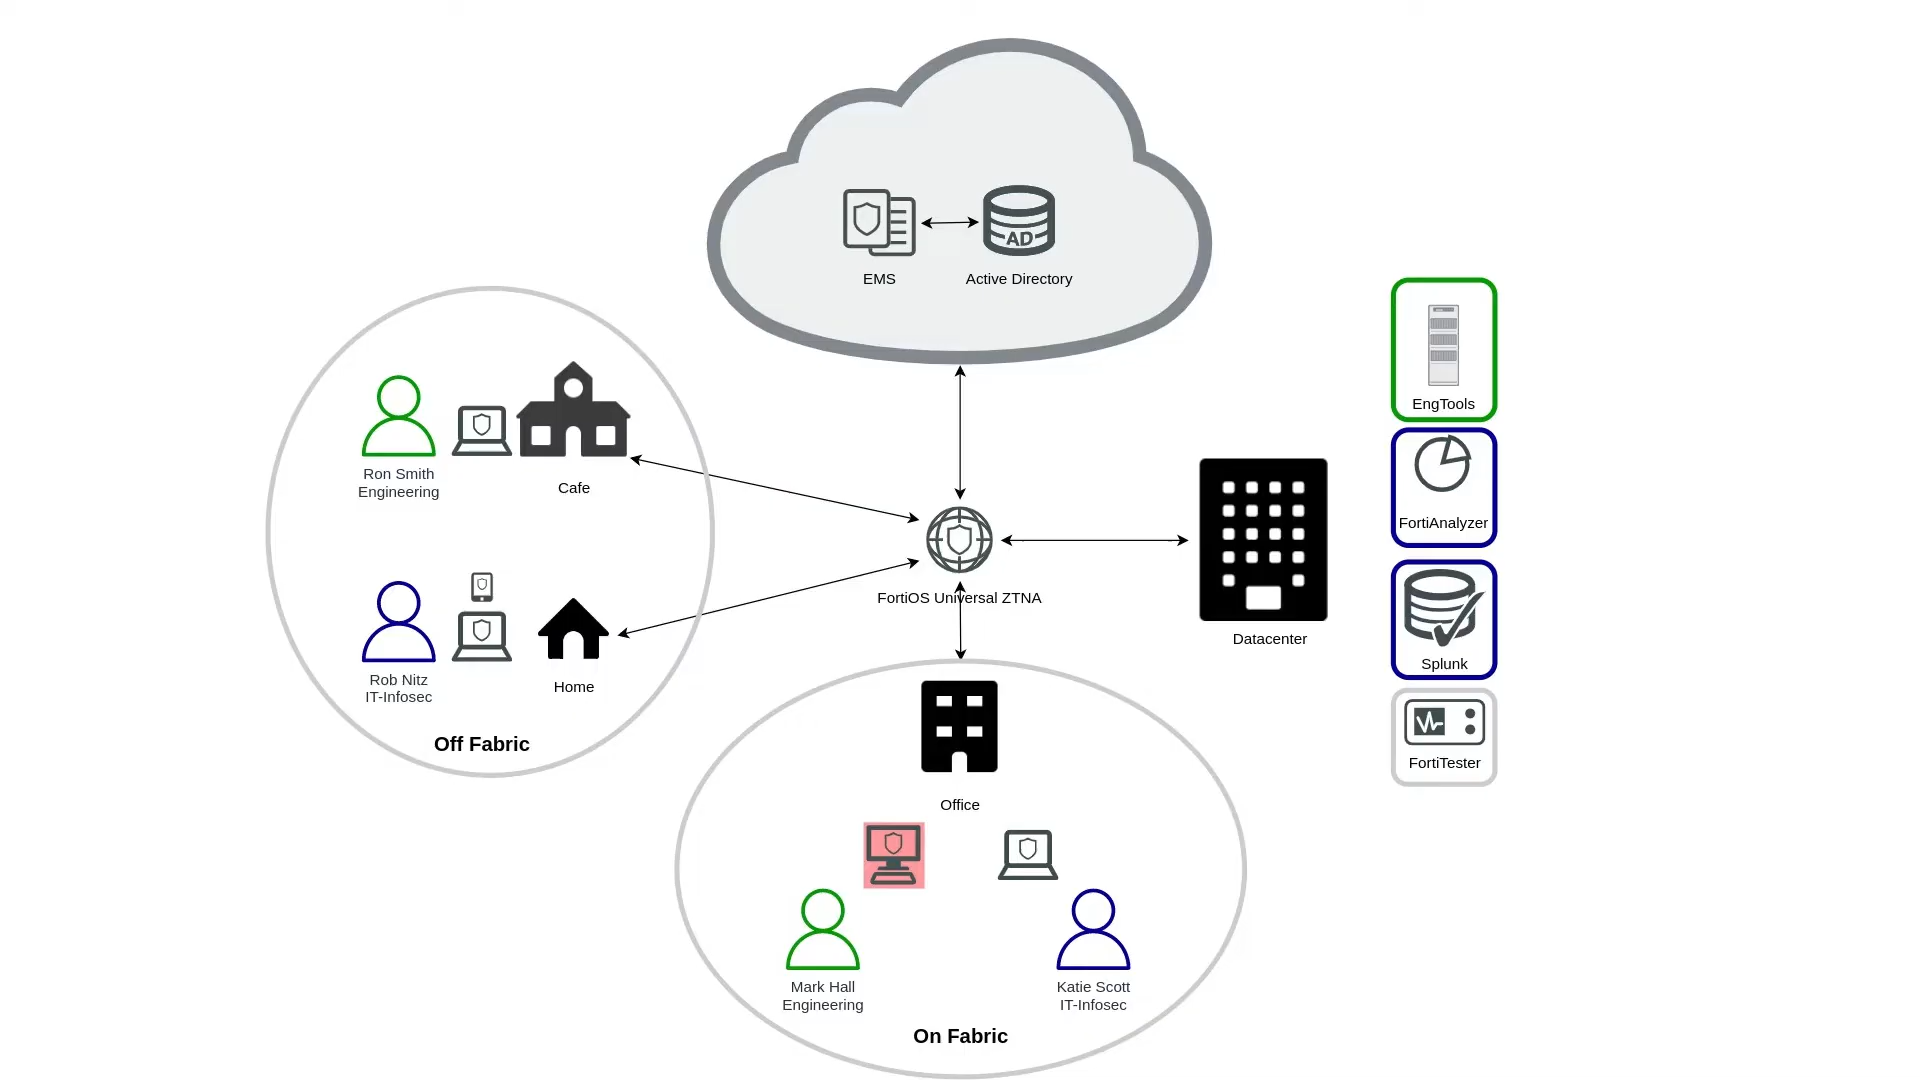 AD
EMS
Active Directory
EngTools
Ron Smith
Engineering
Cafe
FortiAnalyzer
FortiOS Universal ZTNA
Datacenter
Splunk
Rob Nitz
IT-Infosec
Home
Off Fabric
FortiTester
Office
Mark Hall
Engineering
Katie Scott
IT-Infosec
On Fabric